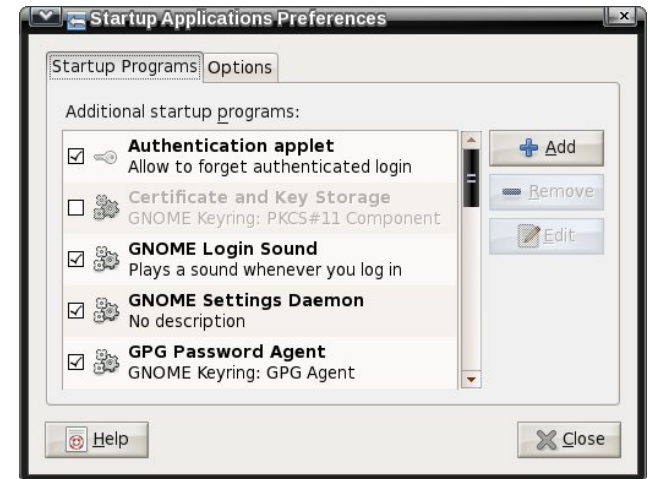 Startup Applications Preferences
Startup Programs Options
Additional startup programs:
Authentication applet
Allow to forget authenticated login
Certificate and Key Storage
GNOME Keyring: PKCS#11 Component
GNOME Login Sound
Plays a sound whenever you log in
GNOME Settings Daemon
No description
GPG Password Agent
GNOME Keyring: GPG Agent
Add
Remove
Edit
Help
Close